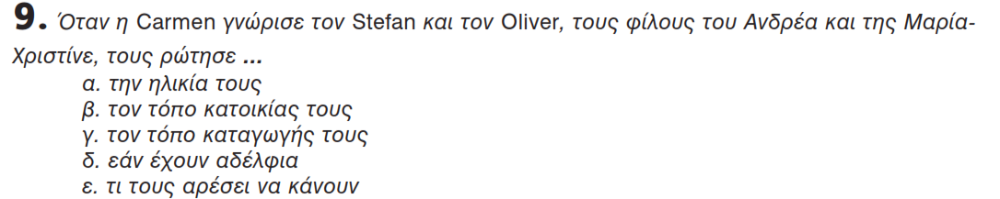 9. Όταν η Carmen γνώρισε τον Stefan και τον Oliver, τους φίλους του Ανδρέα και της Μαρία-
Χριστίνε, τους ρώτησε ...
α. την ηλικία τους
β. τον τόπο κατοικίας τους
γ. τον τόπο καταγωγής τους
δ. εάν έχουν αδέλφια
ε. τι τους αρέσει να κάνουν